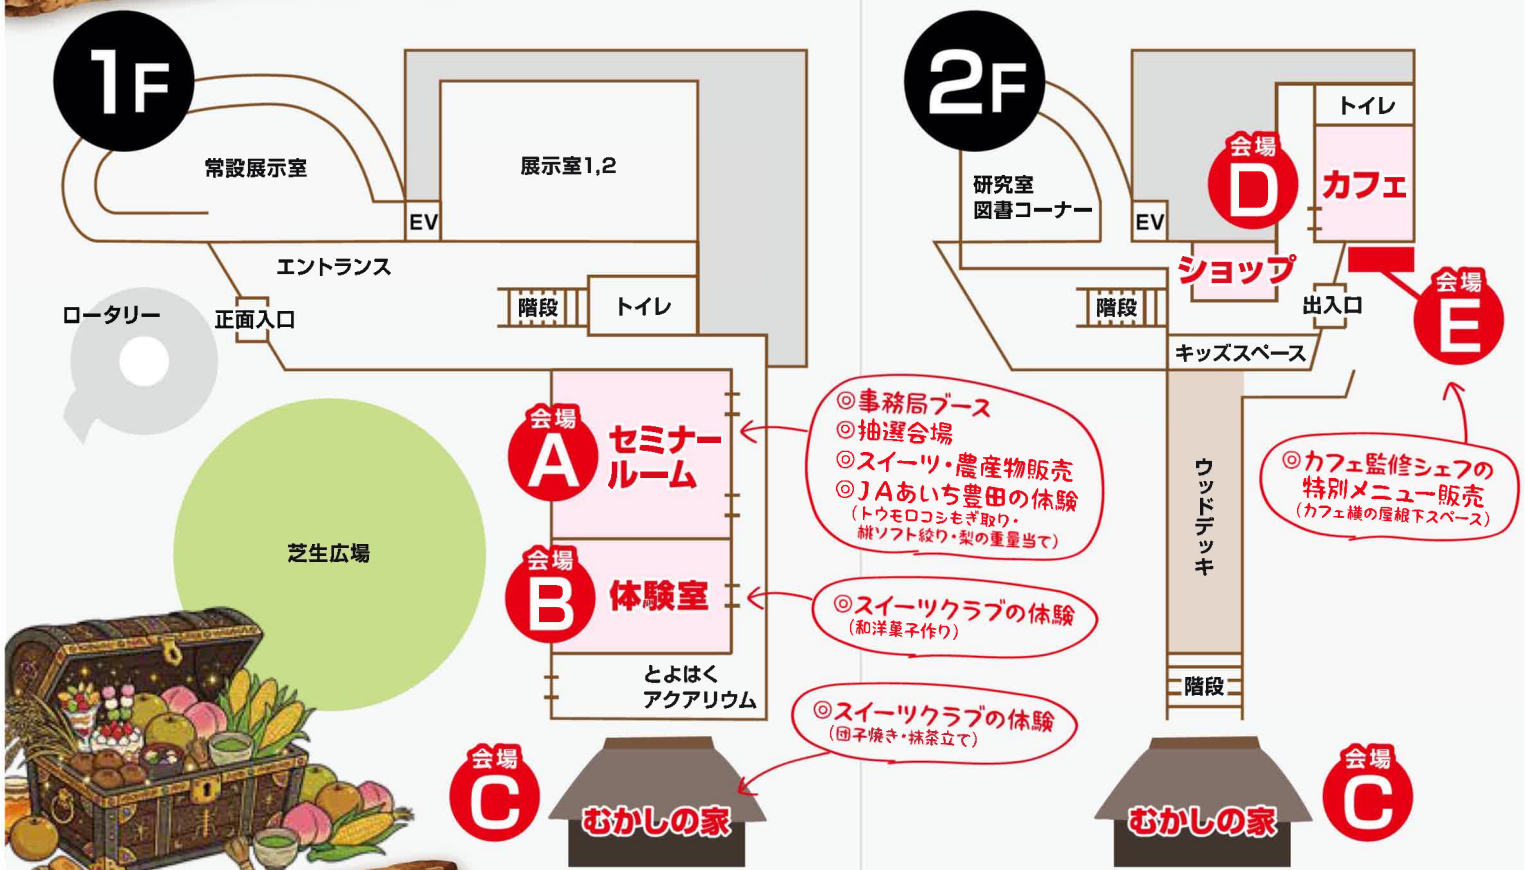 1F
常設展示室
展示室1,2
EV
エントランス
ロータリー
正面入口
階段
トイレ
芝生広場
会場
A
セミナー
ルーム
◎事務局ブース
◎抽選会場
◎スイーツ・農産物販売
◎JAあいち豊田の体験
(トウモロコシもぎ取り・
桃ソフト絞り・梨の重量当て)
会場
B
体験室
◎スイーツクラブの体験
(和洋菓子作り)
とよはく
アクアリウム
◎スイーツクラブの体験
(団子焼き・抹茶立て)
会場
C
むかしの家
2F
研究室
図書コーナー
EV
トイレ
会場
D
カフェ
ショップ
会場
E
階段
出入口
キッズスペース
◎カフェ監修シェフの
特別メニュー販売
(カフェ横の屋根下スペース)
ウッドデッキ
階段
むかしの家
会場
C